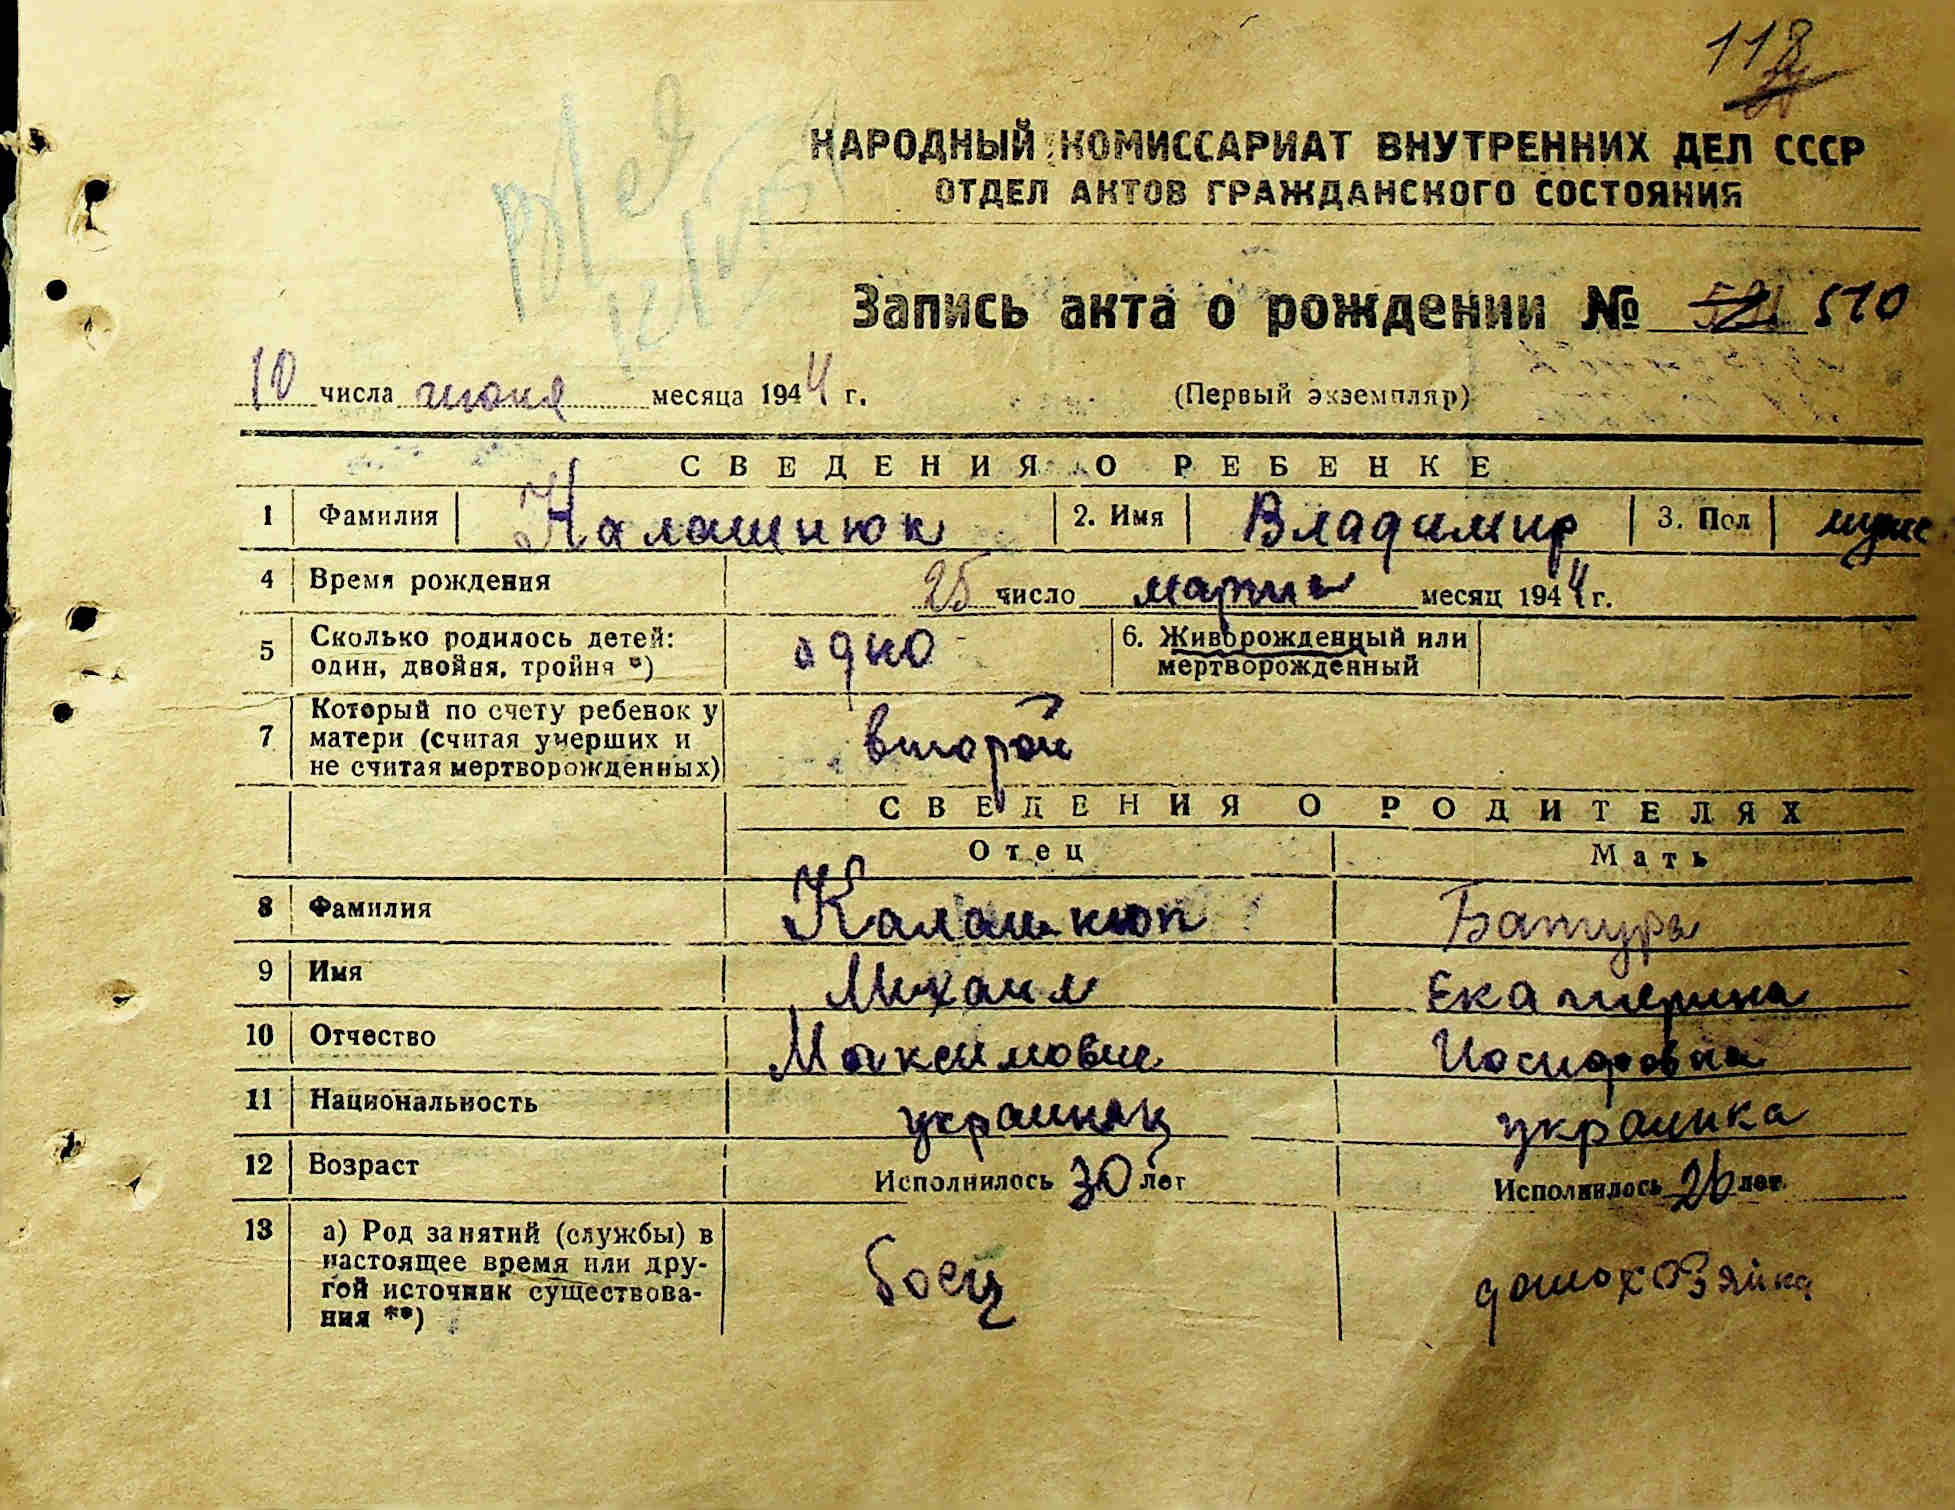 118
НАРОДНЫЙ КОМИССАРИАТ ВНУТРЕННИХ ДЕЛ СССР
ОТДЕЛ АКТОВ ГРАЖДАНСКОГО СОСТОЯНИЯ
Запись акта о рождении № 510
10 числа июня месяца 1944 г. (Первый экземпляр)
СВЕДЕНИЯ О РЕБЕНКЕ
1 Фамилия Калашнюк 2. Имя Владимир 3. Пол муж
4 Время рождения 25 число марта месяц 1944 г.
5 Сколько родилось детей: одно 6. Живорожденный или
один, двойня, тройня *) мертворожденный
Который по счету ребенок у
7 матери (считая умерших и второй
не считая мертворожденных)
СВЕДЕНИЯ О РОДИТЕЛЯХ
Отец Мать
8 Фамилия Калашнюк Батура
9 Имя Михаил Екатерина
10 Отчество Максимович Иосифовна
11 Национальность украинец украинка
12 Возраст Исполнилось 30 лет Исполнилось 26 лет
13 а) Род занятий (службы) в
настоящее время или дру-
гой источник существова- боец домохозяйка
ния **)